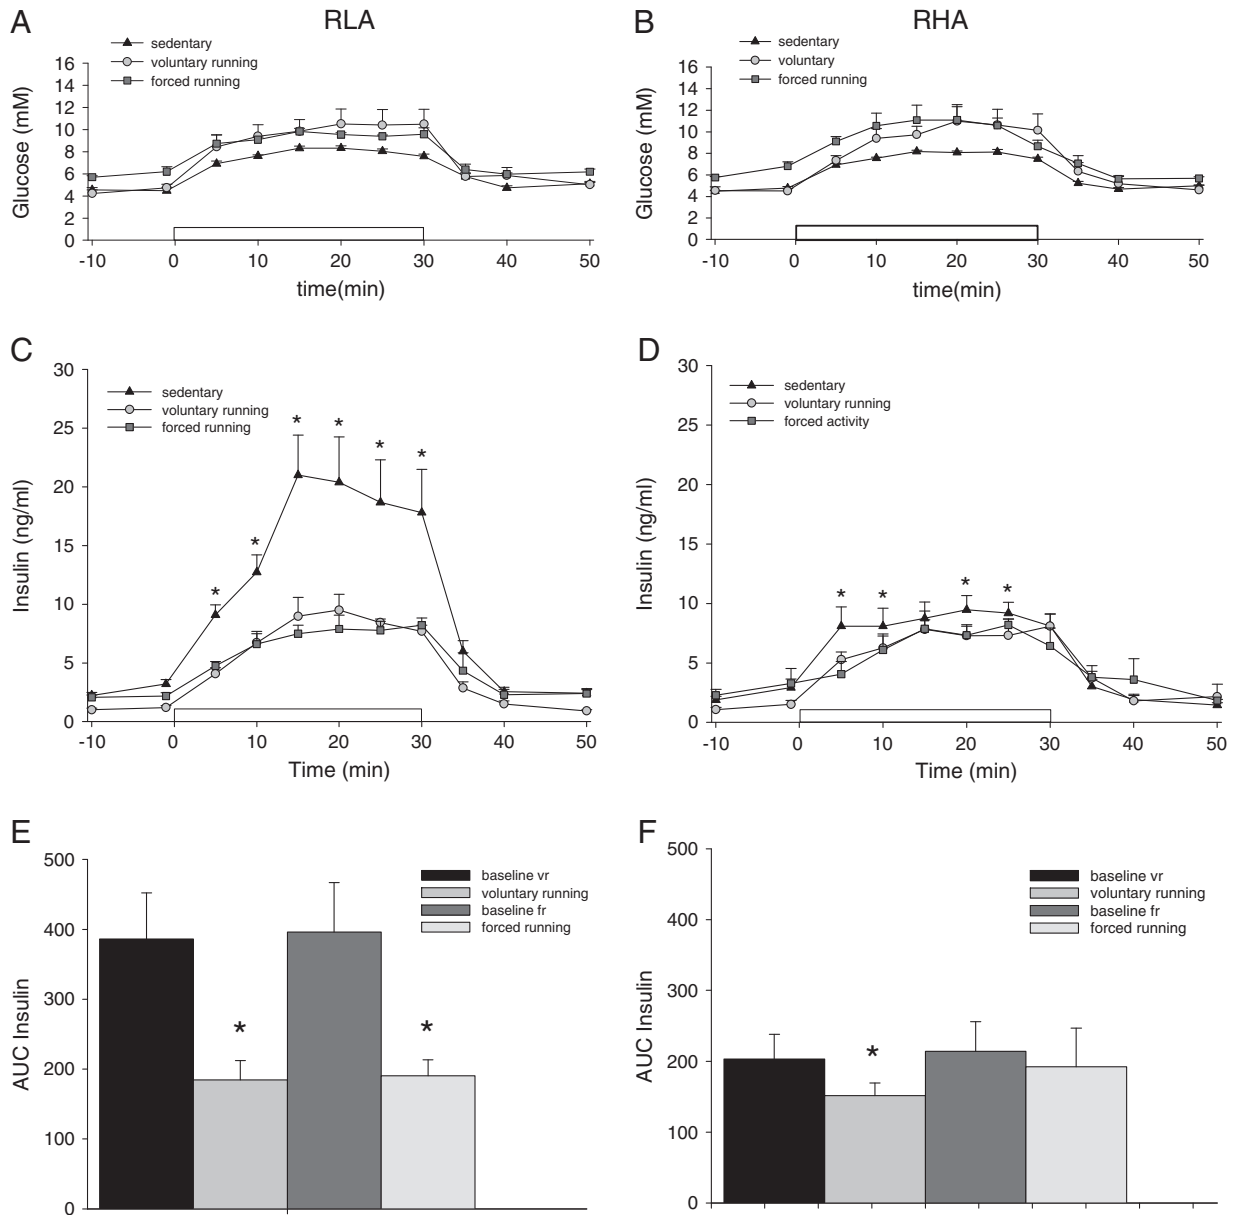 A
RLA
sedentary
voluntary running
forced running
16
14
12
10
8
6
4
2
0
Glucose (mM)
-10 0 10 20 30 40 50
time(min)
B
RHA
sedentary
voluntary
forced running
16
14
12
10
8
6
4
2
0
Glucose (mM)
-10 0 10 20 30 40 50
time(min)
C
sedentary
voluntary running
forced running
30
25
20
15
10
5
0
Insulin (ng/ml)
* * * * * *
-10 0 10 20 30 40 50
Time (min)
D
sedentary
voluntary running
forced activity
30
25
20
15
10
5
0
Insulin (ng/ml)
* * * *
-10 0 10 20 30 40 50
Time (min)
E
baseline vr
voluntary running
baseline fr
forced running
500
400
300
200
100
0
AUC Insulin
* *
F
baseline vr
voluntary running
baseline fr
forced running
500
400
300
200
100
0
AUC Insulin
*